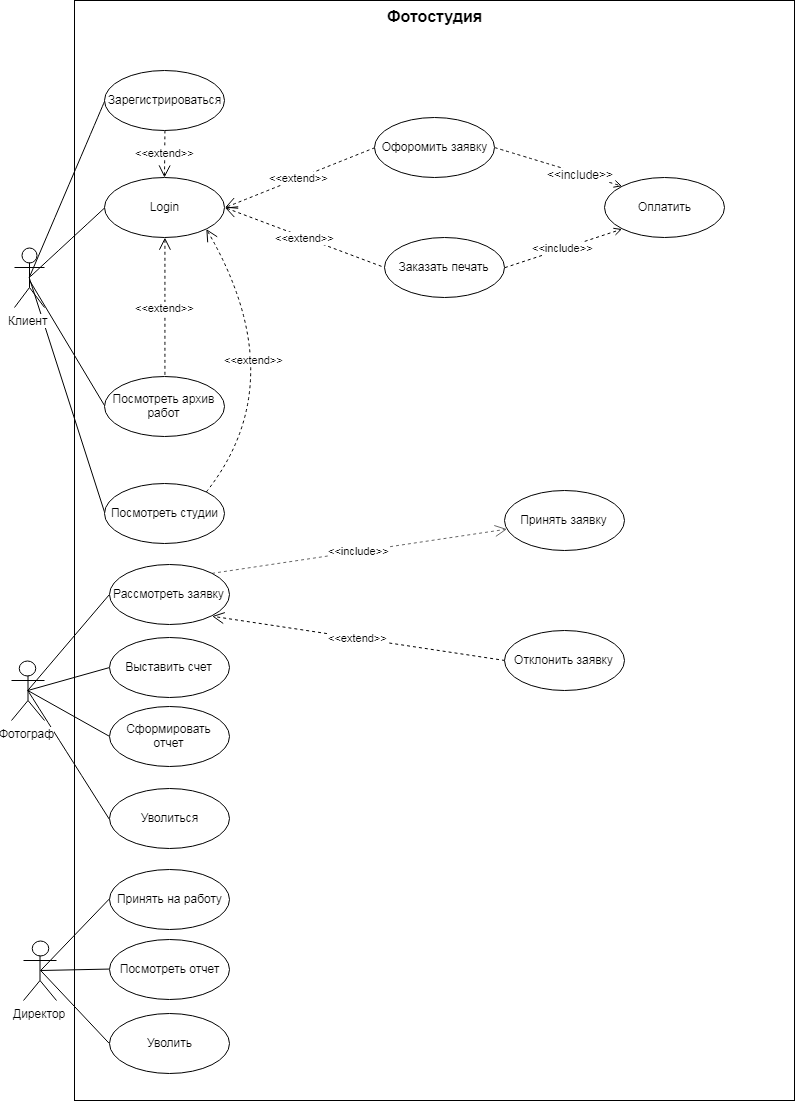 Фотостудия
Зарегистрироваться
<<extend>>
Офоромить заявку
<<extend>>
<<include>>
Login
Оплатить
<<extend>>
<<include>>
Заказать печать
Клиент
<<extend>>
<<extend>>
Посмотреть архив
работ
Посмотреть студии
Принять заявку
<<include>>
Рассмотреть заявку
<<extend>>
Отклонить заявку
Выставить счет
Фотограф
Сформировать
отчет
Уволиться
Принять на работу
Посмотреть отчет
Директор
Уволить